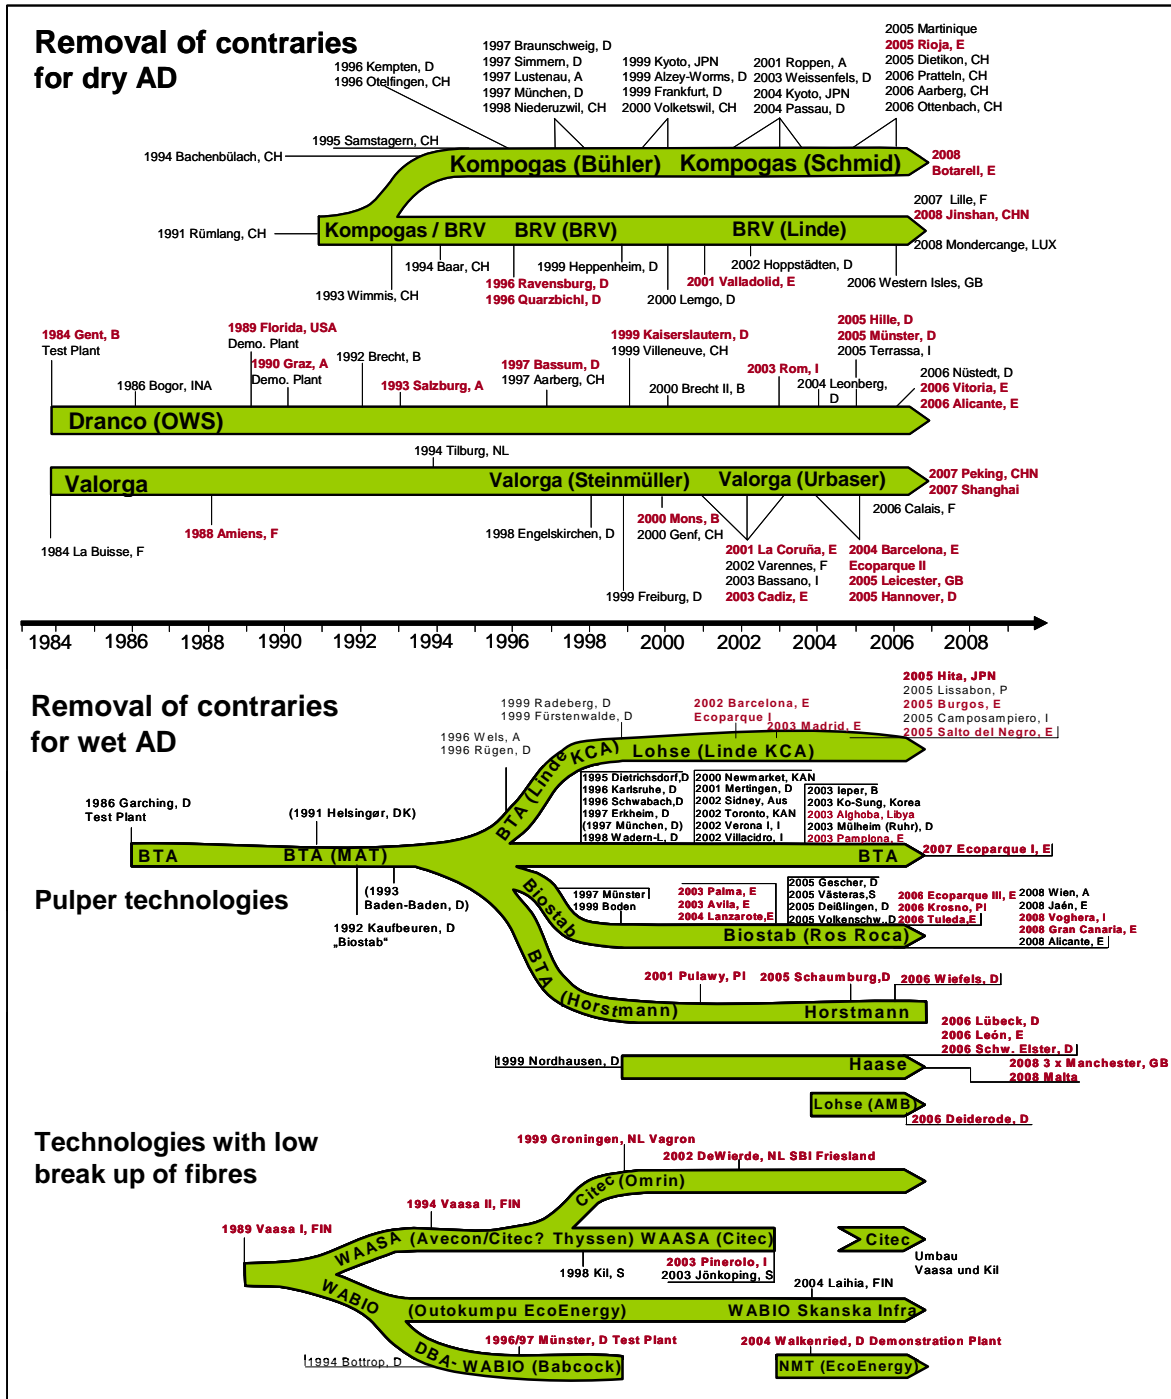 Removal of contraries
for dry AD
1996 Kempten, D
1996 Otelfingen, CH
1997 Braunschweig, D
1997 Simmern, D
1997 Lustenau, A
1997 München, D
1998 Niederuzwil, CH
1999 Kyoto, JPN
1999 Alzey-Worms, D
1999 Frankfurt, D
2000 Volketswil, CH
2001 Roppen, A
2003 Weissenfels, D
2004 Kyoto, JPN
2004 Passau, D
2005 Martinique
2005 Rioja, E
2005 Dietikon, CH
2006 Pratteln, CH
2006 Aarberg, CH
2006 Ottenbach, CH
1995 Samstagern, CH
1994 Bachenbülach, CH
Kompogas (Bühler)
Kompogas (Schmid)
2008
Botarell, E
1991 Rümlang, CH
Kompogas / BRV
BRV (BRV)
BRV (Linde)
2007 Lille, F
2008 Jinshan, CHN
2008 Mondercange, LUX
1994 Baar, CH
1993 Wimmis, CH
1999 Heppenheim, D
1996 Ravensburg, D
1996 Quarzbichl, D
2000 Lemgo, D
2002 Hoppstädten, D
2001 Valladolid, E
2006 Western Isles, GB
1984 Gent, B
Test Plant
1986 Bogor, INA
1989 Florida, USA
Demo. Plant
1990 Graz, A
Demo. Plant
1992 Brecht, B
1993 Salzburg, A
1997 Bassum, D
1997 Aarberg, CH
1999 Kaiserslautern, D
1999 Villeneuve, CH
2000 Brecht II, B
2003 Rom, I
2004 Leonberg,
D
2005 Hille, D
2005 Münster, D
2005 Terrassa, I
2006 Nüstedt, D
2006 Vitoria, E
2006 Alicante, E
Dranco (OWS)
1994 Tilburg, NL
Valorga
Valorga (Steinmüller)
Valorga (Urbaser)
2007 Peking, CHN
2007 Shanghai
1984 La Buisse, F
1988 Amiens, F
1998 Engelskirchen, D
1999 Freiburg, D
2000 Mons, B
2000 Genf, CH
2001 La Coruña, E
2002 Varennes, F
2003 Bassano, I
2003 Cadiz, E
2006 Calais, F
2004 Barcelona, E
Ecoparque II
2005 Leicester, GB
2005 Hannover, D
1984 1986 1988 1990 1992 1994 1996 1998 2000 2002 2004 2006 2008
Removal of contraries
for wet AD
1999 Radeberg, D
1999 Fürstenwalde, D
1996 Wels, A
1996 Rügen, D
2002 Barcelona, E
Ecoparque I
2003 Madrid, E
2005 Hita, JPN
2005 Lissabon, P
2005 Burgos, E
2005 Camposampiero, I
2005 Salto del Negro, E
BTA (Linde KCA)
Lohse (Linde KCA)
1986 Garching, D
Test Plant
(1991 Helsingør, DK)
1995 Dietrichsdorf,D
1996 Karlsruhe, D
1996 Schwabach,D
1997 Erkheim, D
(1997 München, D)
1998 Wadern-L, D
2000 Newmarket, KAN
2001 Mertingen, D
2002 Sidney, Aus
2002 Toronto, KAN
2002 Verona I, I
2002 Villacidro, I
2003 Ieper, B
2003 Ko-Sung, Korea
2003 Alghoba, Libya
2003 Mülheim (Ruhr), D
2003 Pamplona, E
BTA
BTA (MAT)
BTA
2007 Ecoparque I, E
Pulper technologies
(1993
Baden-Baden, D)
1992 Kaufbeuren, D
„Biostab“
1997 Münster
1999 Boden
2003 Palma, E
2003 Avila, E
2004 Lanzarote,E
2005 Gescher, D
2005 Västeras,S
2005 Deißlingen, D
2005 Volkenschw.,D
2006 Ecoparque III, E
2006 Krosno, Pl
2006 Tuleda,E
2008 Wien, A
2008 Jaén, E
2008 Voghera, I
2008 Gran Canaria, E
2008 Alicante, E
Biostab
Biostab (Ros Roca)
BTA (Horstmann)
2001 Pulawy, Pl
2005 Schaumburg,D
2006 Wiefels, D
Horstmann
2006 Lübeck, D
2006 León, E
2006 Schw. Elster, D
1999 Nordhausen, D
Haase
2008 3 x Manchester, GB
2008 Malta
Lohse (AMB)
2006 Deiderode, D
Technologies with low
break up of fibres
1999 Groningen, NL Vagron
2002 DeWierde, NL SBI Friesland
Citec (Omrin)
1989 Vaasa I, FIN
1994 Vaasa II, FIN
WAASA (Avecon/Citec? Thyssen) WAASA (Citec)
Citec
Umbau
Vaasa und Kil
1998 Kil, S
2003 Pinerolo, I
2003 Jönkoping, S
2004 Laihia, FIN
WABIO
(Outokumpu EcoEnergy)
WABIO Skanska Infra
1994 Bottrop, D
1996/97 Münster, D Test Plant
DBA-WABIO (Babcock)
2004 Walkenried, D Demonstration Plant
NMT (EcoEnergy)